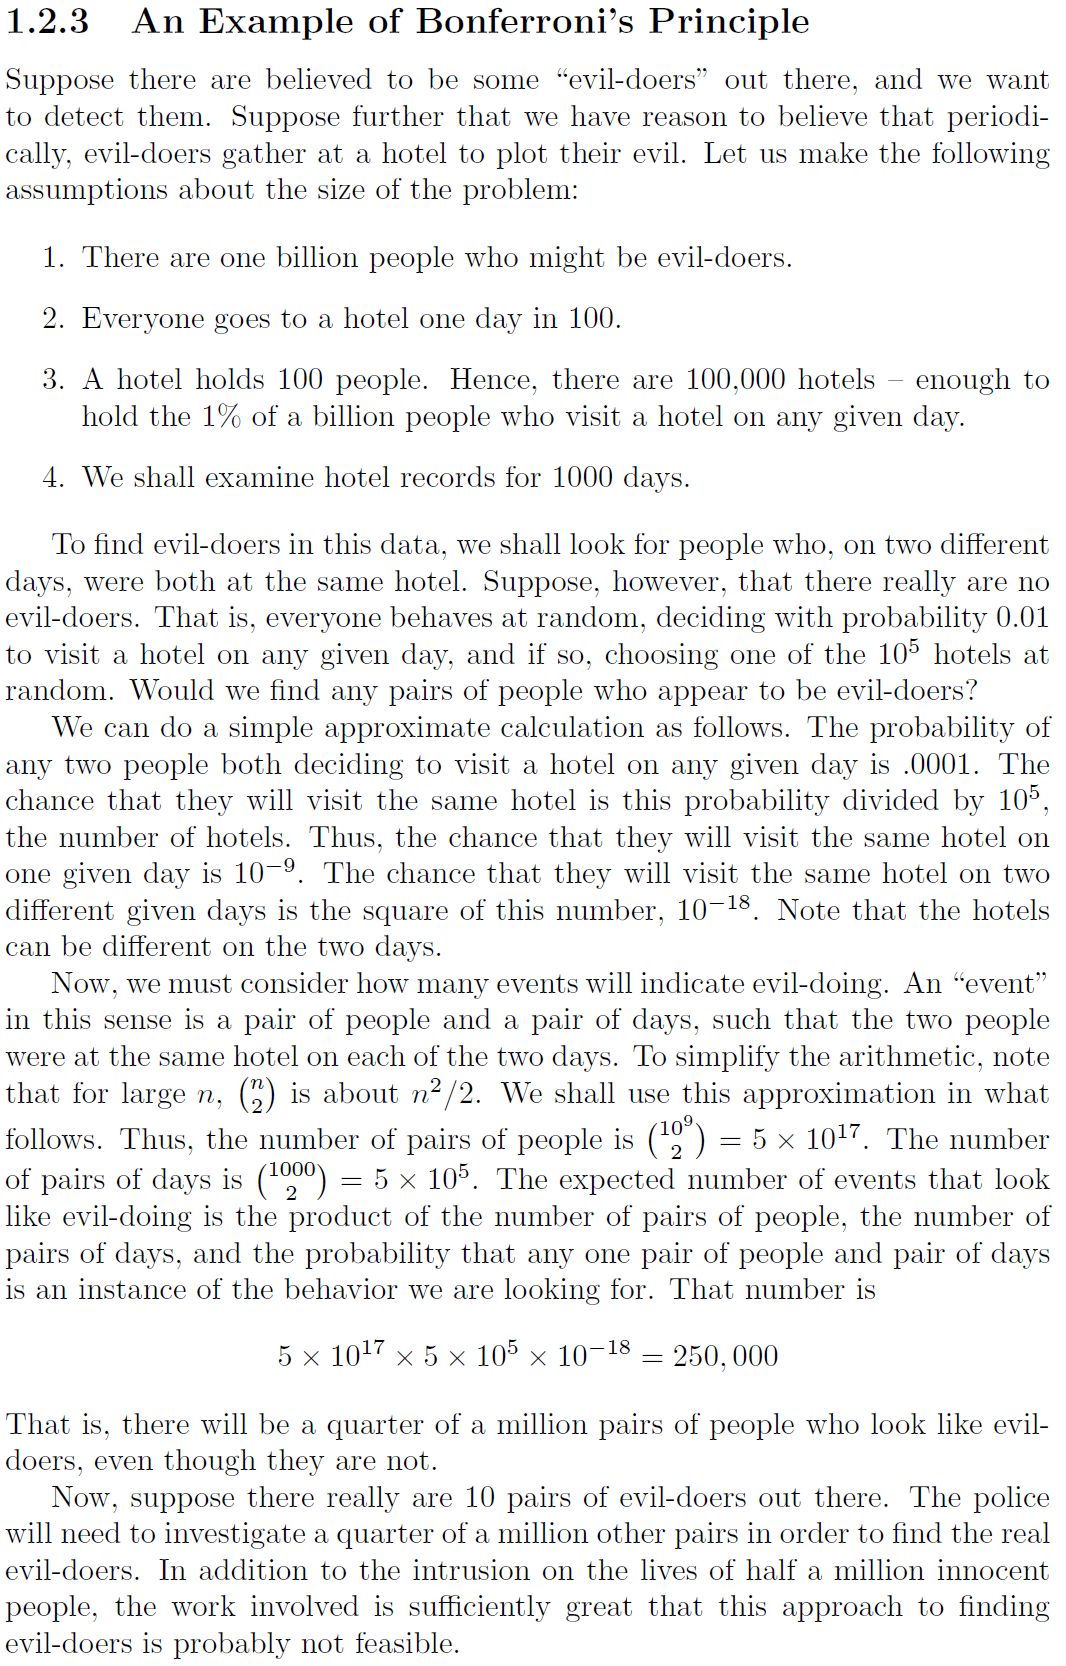 1.2.3 An Example of Bonferroni's Principle
Suppose there are believed to be some “evil-doers” out there, and we want
to detect them. Suppose further that we have reason to believe that periodi-
cally, evil-doers gather at a hotel to plot their evil. Let us make the following
assumptions about the size of the problem:
1. There are one billion people who might be evil-doers.
2. Everyone goes to a hotel one day in 100.
3. A hotel holds 100 people. Hence, there are 100,000 hotels – enough to
hold the 1% of a billion people who visit a hotel on any given day.
4. We shall examine hotel records for 1000 days.
To find evil-doers in this data, we shall look for people who, on two different
days, were both at the same hotel. Suppose, however, that there really are no
evil-doers. That is, everyone behaves at random, deciding with probability 0.01
to visit a hotel on any given day, and if so, choosing one of the 10⁵ hotels at
random. Would we find any pairs of people who appear to be evil-doers?
We can do a simple approximate calculation as follows. The probability of
any two people both deciding to visit a hotel on any given day is .0001. The
chance that they will visit the same hotel is this probability divided by 10⁵,
the number of hotels. Thus, the chance that they will visit the same hotel on
one given day is 10⁻⁹. The chance that they will visit the same hotel on two
different given days is the square of this number, 10⁻¹⁸. Note that the hotels
can be different on the two days.
Now, we must consider how many events will indicate evil-doing. An “event”
in this sense is a pair of people and a pair of days, such that the two people
were at the same hotel on each of the two days. To simplify the arithmetic, note
that for large n, (n 2) is about n²/2. We shall use this approximation in what
follows. Thus, the number of pairs of people is (10⁹ 2) = 5 × 10¹⁷. The number
of pairs of days is (1000 2) = 5 × 10⁵. The expected number of events that look
like evil-doing is the product of the number of pairs of people, the number of
pairs of days, and the probability that any one pair of people and pair of days
is an instance of the behavior we are looking for. That number is
5 × 10¹⁷ × 5 × 10⁵ × 10⁻¹⁸ = 250, 000
That is, there will be a quarter of a million pairs of people who look like evil-
doers, even though they are not.
Now, suppose there really are 10 pairs of evil-doers out there. The police
will need to investigate a quarter of a million other pairs in order to find the real
evil-doers. In addition to the intrusion on the lives of half a million innocent
people, the work involved is sufficiently great that this approach to finding
evil-doers is probably not feasible.